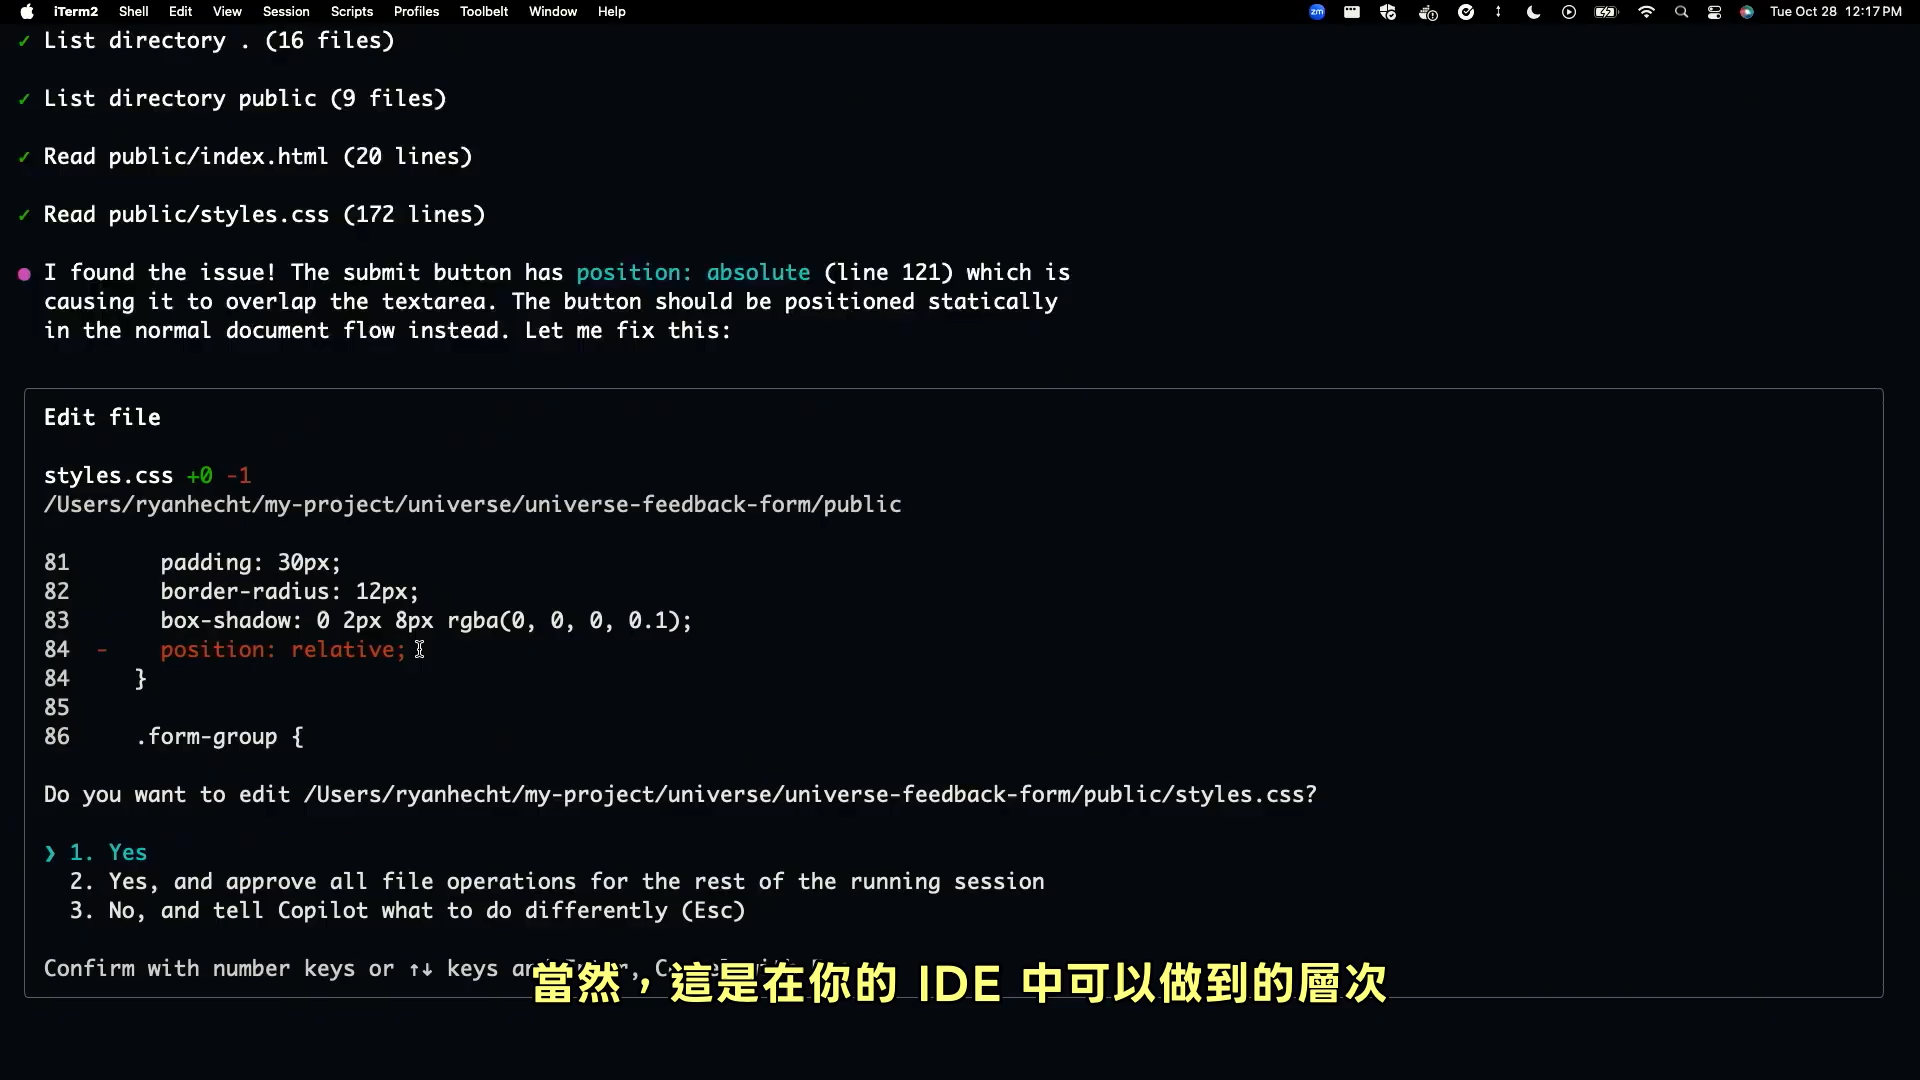 iTerm2 Shell Edit View Session Scripts Profiles Toolbelt Window Help zm Tue Oct 28 12:17 PM
✓ List directory . (16 files)
✓ List directory public (9 files)
✓ Read public/index.html (20 lines)
✓ Read public/styles.css (172 lines)
● I found the issue! The submit button has position: absolute (line 121) which is
causing it to overlap the textarea. The button should be positioned statically
in the normal document flow instead. Let me fix this:
Edit file
styles.css +0 -1
/Users/ryanhecht/my-project/universe/universe-feedback-form/public
81 padding: 30px;
82 border-radius: 12px;
83 box-shadow: 0 2px 8px rgba(0, 0, 0, 0.1);
84 - position: relative;
84 }
85
86 .form-group {
Do you want to edit /Users/ryanhecht/my-project/universe/universe-feedback-form/public/styles.css?
❯ 1. Yes
2. Yes, and approve all file operations for the rest of the running session
3. No, and tell Copilot what to do differently (Esc)
Confirm with number keys or ↑↓ keys
當然，這是在你的 IDE 中可以做到的層次